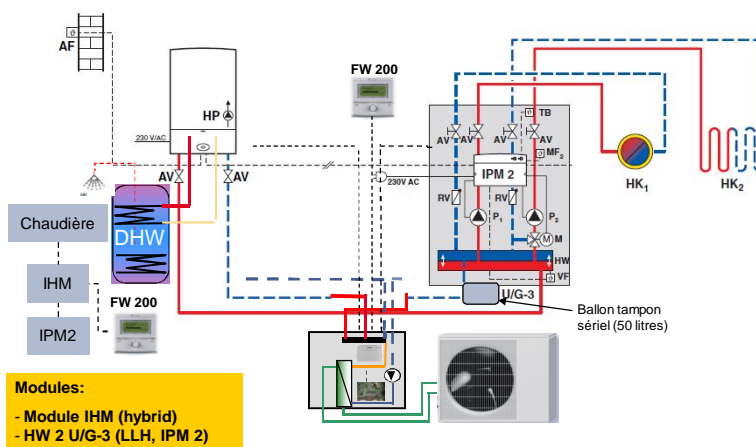 AF
FW 200
HP
230 V/AC
AV
AV
DHW
Chaudière
IHM
FW 200
IPM2
TB
AV
AV
AV
AV
MF2
IPM 2
230V AC
RV
RV
P1
P2
M
M
HW
VF
HK1
HK2
U/G-3
Ballon tampon
sériel (50 litres)
Modules:
- Module IHM (hybrid)
- HW 2 U/G-3 (LLH, IPM 2)